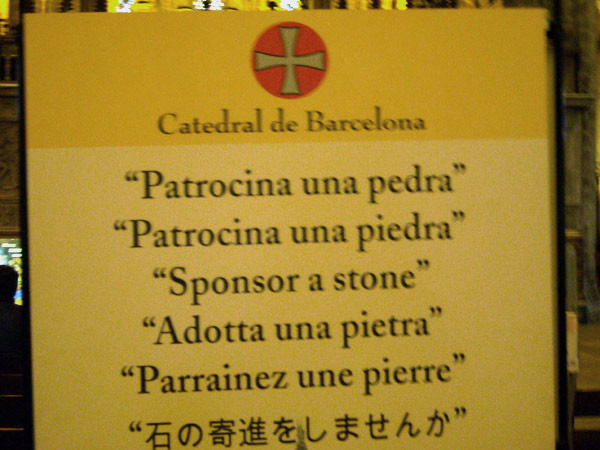 Catedral de Barcelona
“Patrocina una pedra”
“Patrocina una piedra”
“Sponsor a stone”
“Adotta una pietra”
“Parrainez une pierre”
“石の寄進をしませんか”